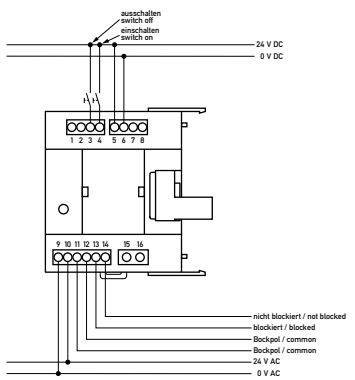 ausschalten
switch off
einschalten
switch on
24 V DC
0 V DC
1 2 3 4 5 6 7 8
9 10 11 12 13 14 15 16
nicht blockiert / not blocked
blockiert / blocked
Bockpol / common
Bockpol / common
24 V AC
0 V AC